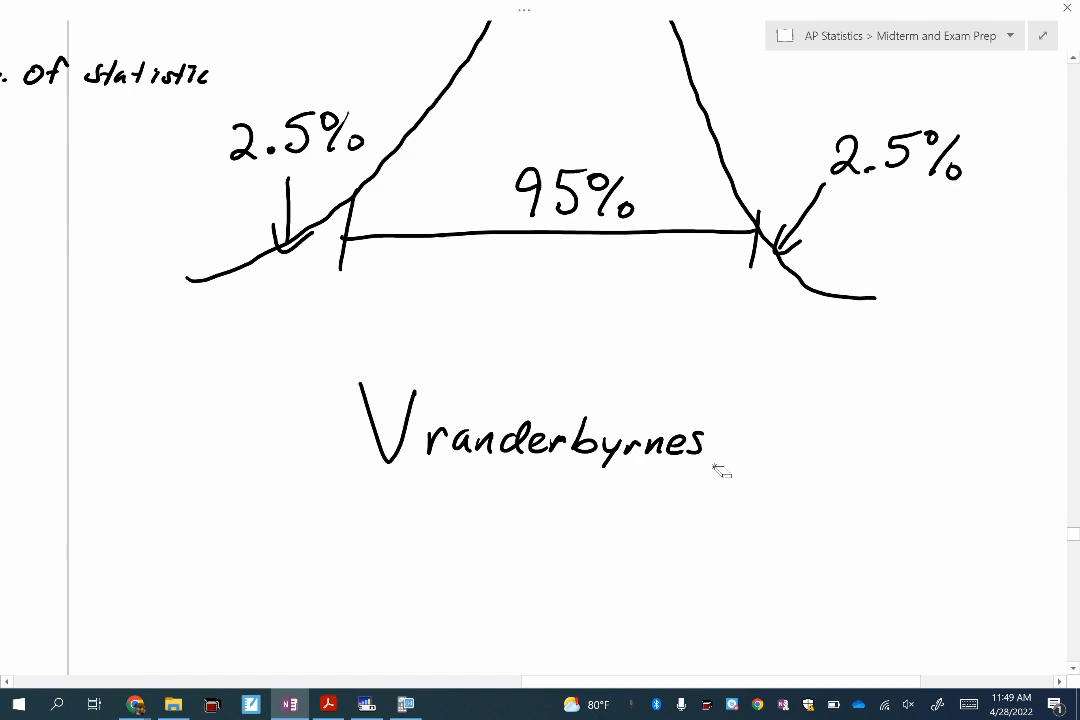 AP Statistics > Midterm and Exam Prep
. of statistic
2.5%
95%
2.5%
Vranderbyrnes
80°F
11:49 AM
4/28/2022